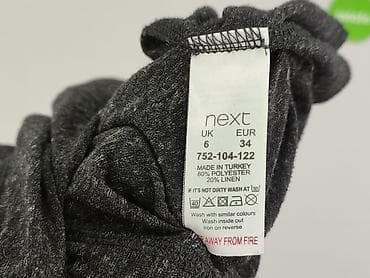 next
UK EUR
6 34
752-104-122
MADE IN TURKEY
80% POLYESTER
20% LINEN
IF IT'S NOT DIRTY WASH AT
Wash with similar colours
Wash inside out
Iron on reverse
AWAY FROM FIRE